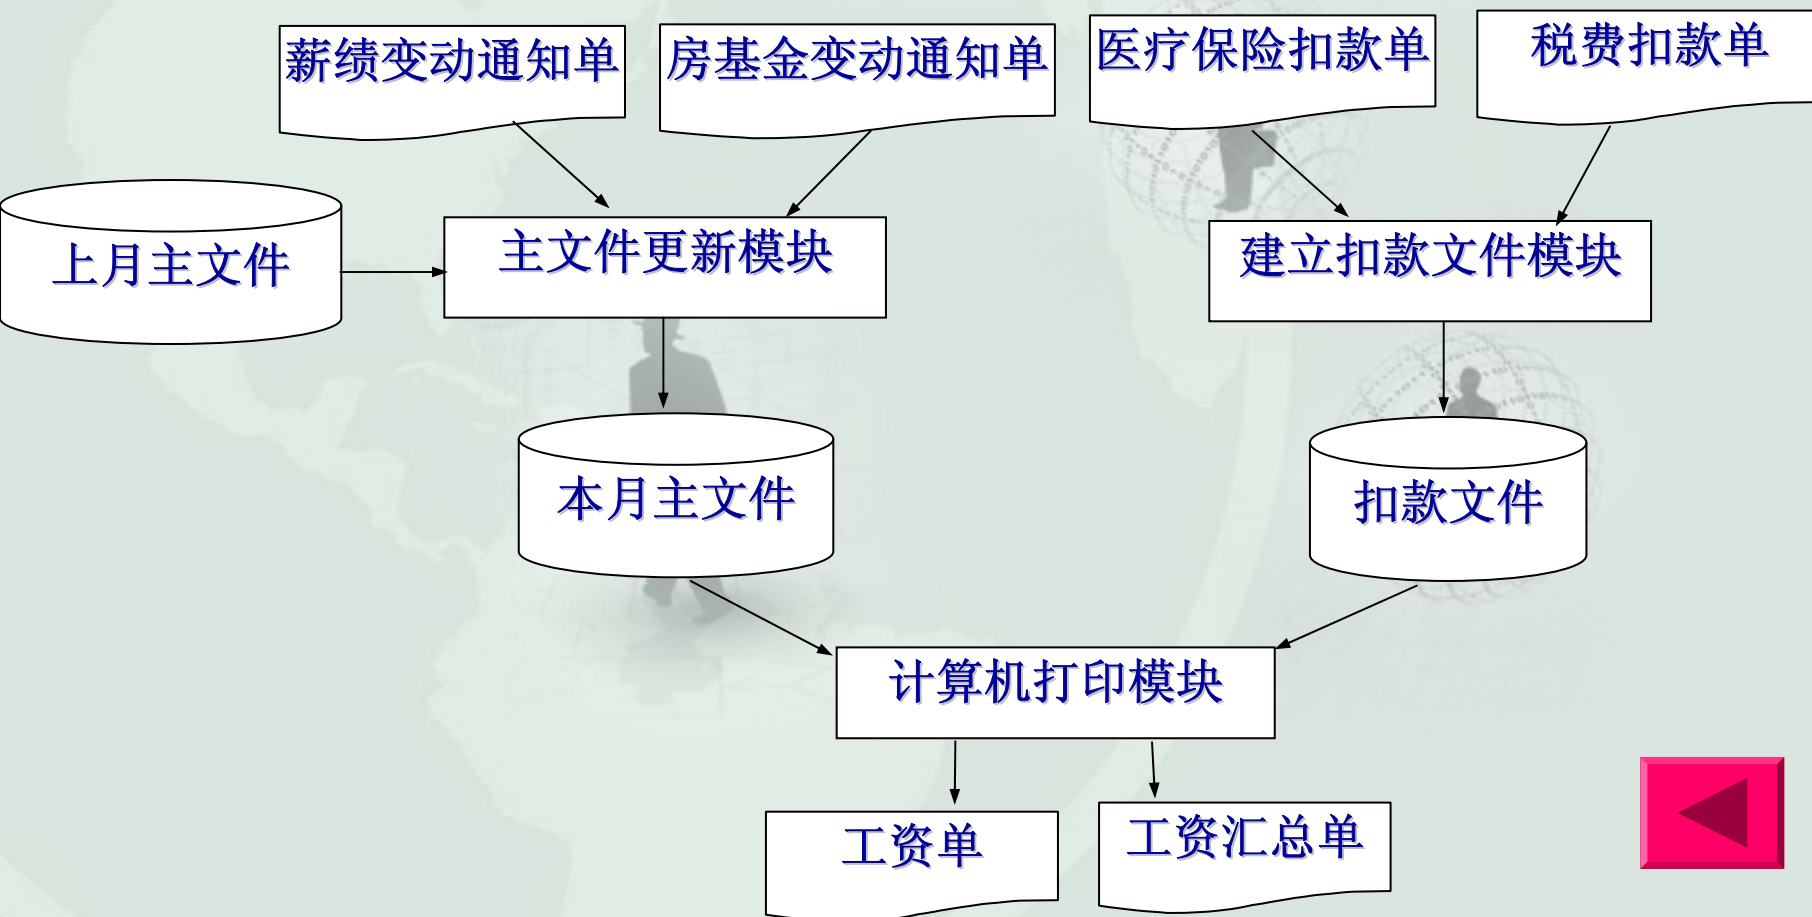 薪绩变动通知单
房基金变动通知单
医疗保险扣款单
税费扣款单
上月主文件
主文件更新模块
建立扣款文件模块
本月主文件
扣款文件
计算机打印模块
工资单
工资汇总单